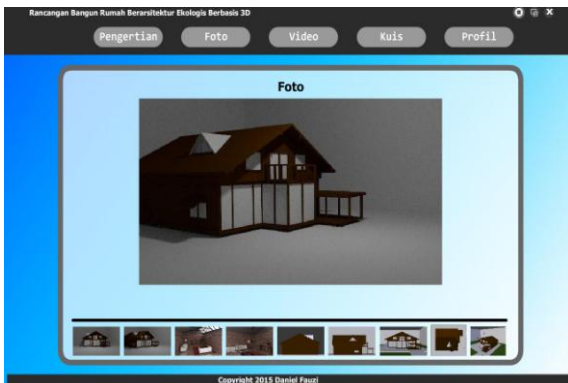 Rancangan Bangun Rumah Berarsitektur Ekologis Berbasis 3D
Pengertian Foto Video Kuis Profil
Foto
Copyright 2015 Daniel Fauzi